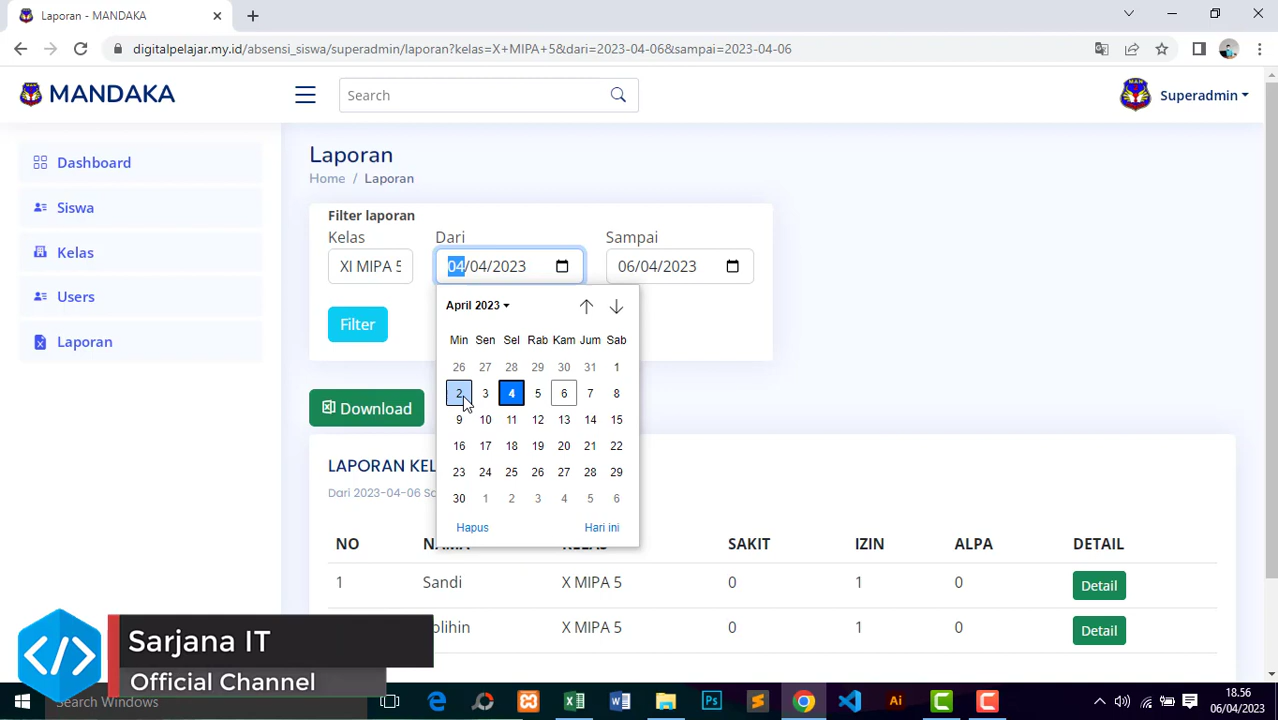 Laporan - MANDAKA
digitalpelajar.my.id/absensi_siswa/superadmin/laporan?kelas=X+MIPA+5&dari=2023-04-06&sampai=2023-04-06
MANDAKA
Search
Superadmin
Dashboard
Siswa
Kelas
Users
Laporan
Laporan
Home / Laporan
Filter laporan
Kelas Dari Sampai
XI MIPA 5 04/04/2023 06/04/2023
Filter
April 2023
Min Sen Sel Rab Kam Jum Sab
26 27 28 29 30 31 1
2 3 4 5 6 7 8
9 10 11 12 13 14 15
16 17 18 19 20 21 22
23 24 25 26 27 28 29
30 1 2 3 4 5 6
Hapus Hari ini
Download
LAPORAN KEL
Dari 2023-04-06
NO SAKIT IZIN ALPA DETAIL
1 Sandi X MIPA 5 0 1 0 Detail
olihin X MIPA 5 0 1 0 Detail
</> Sarjana IT
Official Channel
Search Windows
Ps
Ai
18.56
06/04/2023